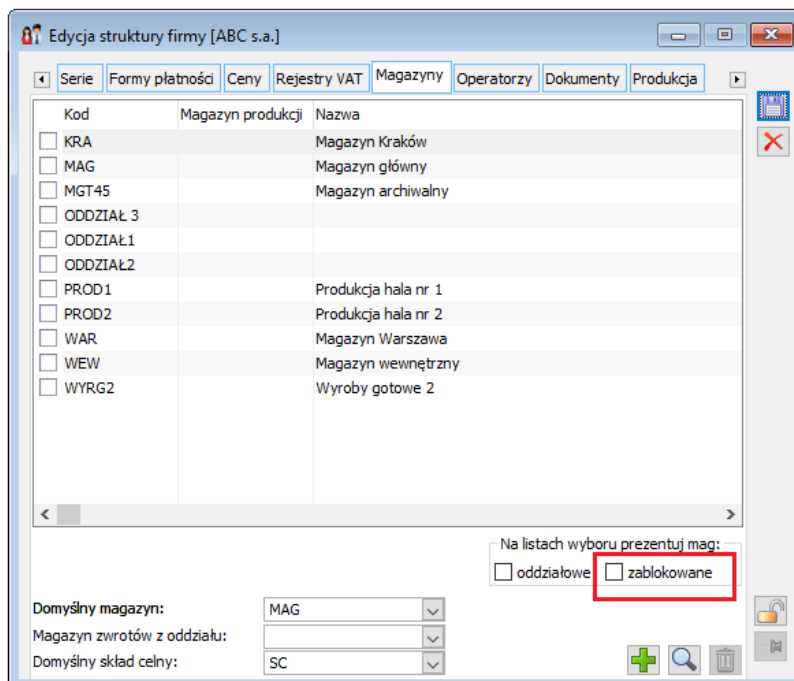 Edycja struktury firmy [ABC s.a.]
Serie Formy płatności Ceny Rejestry VAT Magazyny Operatorzy Dokumenty Produkcja
Kod Magazyn produkcji Nazwa
KRA Magazyn Kraków
MAG Magazyn główny
MGT45 Magazyn archiwalny
ODDZIAŁ 3
ODDZIAŁ1
ODDZIAŁ2
PROD1 Produkcja hala nr 1
PROD2 Produkcja hala nr 2
WAR Magazyn Warszawa
WEW Magazyn wewnętrzny
WYRG2 Wyroby gotowe 2
Na listach wyboru prezentuj mag:
oddziałowe zablokowane
Domyślny magazyn: MAG
Magazyn zwrotów z oddziału:
Domyślny skład celny: SC